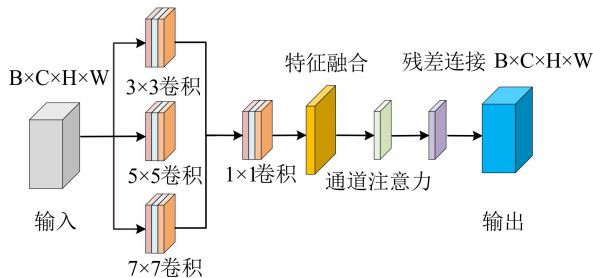 B×C×H×W
输入
3×3卷积
5×5卷积
7×7卷积
1×1卷积
特征融合
通道注意力
残差连接 B×C×H×W
输出